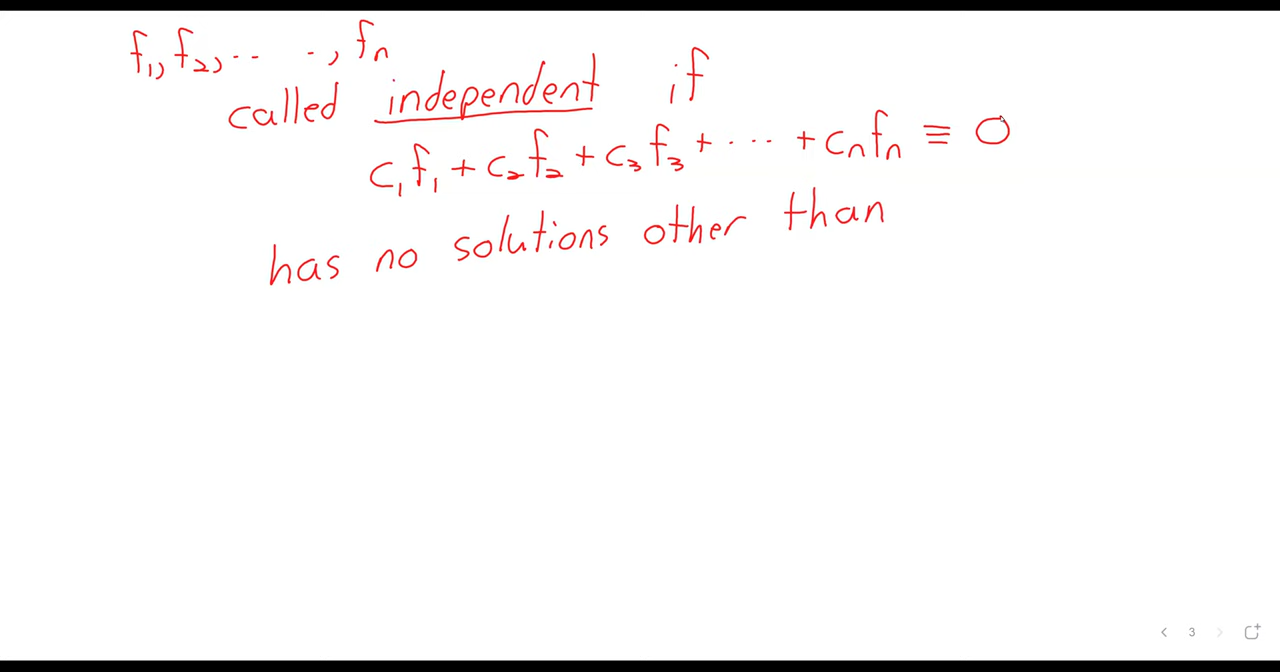 f₁, f₂, ‥ ‥, fₙ
called independent if
c₁f₁ + c₂f₂ + c₃f₃ + ⋯ + cₙfₙ ≡ 0
has no solutions other than
< 3 >